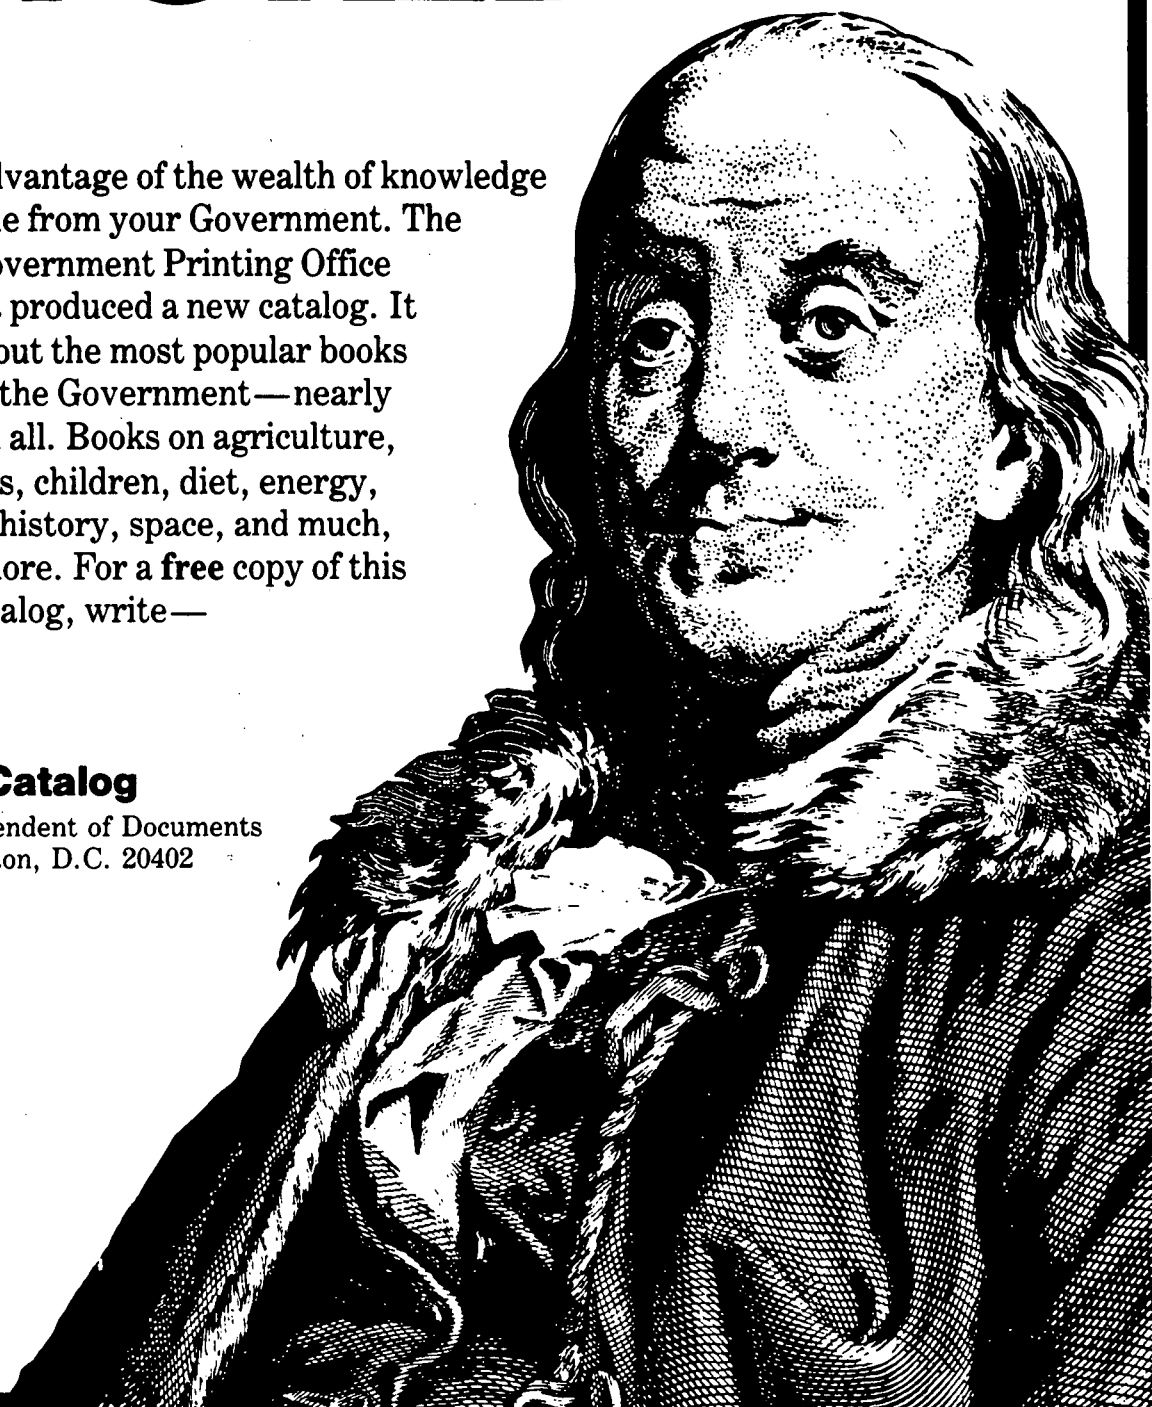 lvantage of the wealth of knowledge
e from your Government. The
overnment Printing Office
produced a new catalog. It
out the most popular books
the Government—nearly
all. Books on agriculture,
s, children, diet, energy,
history, space, and much,
ore. For a free copy of this
alog, write—
Catalog
endent of Documents
on, D.C. 20402